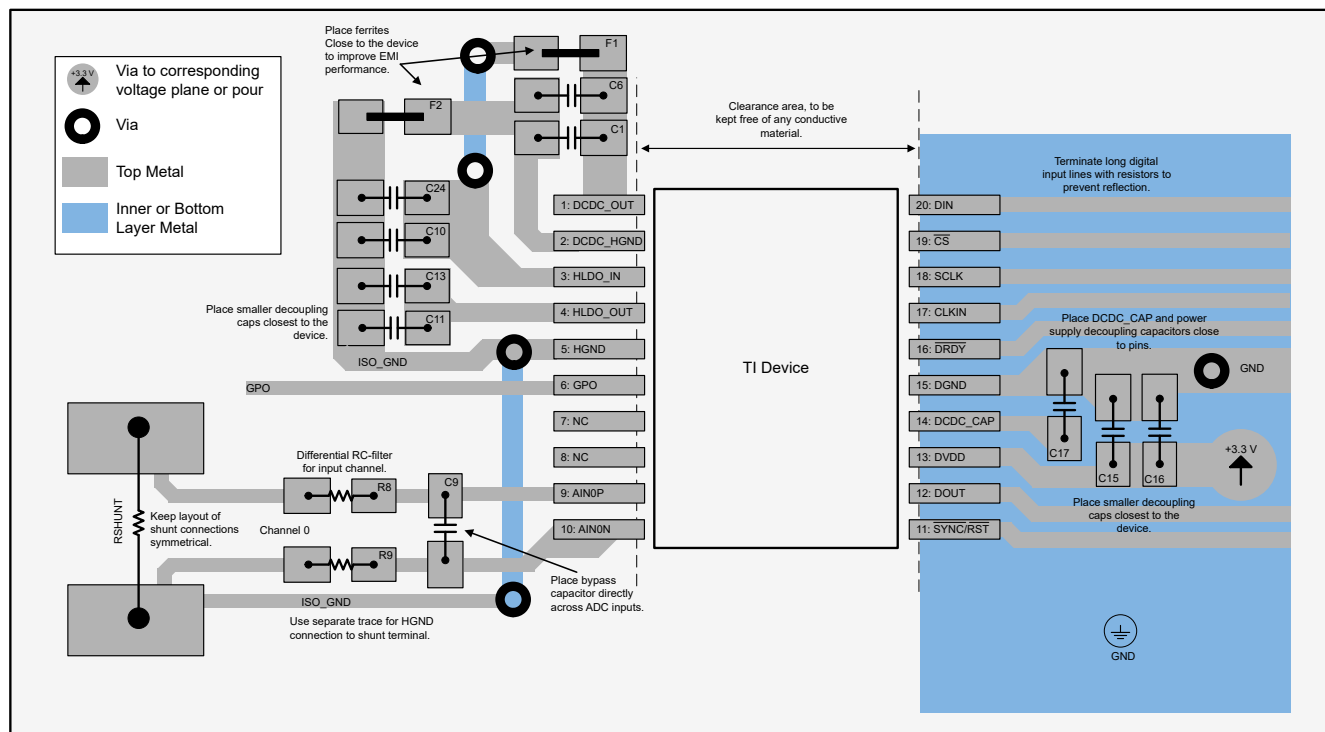 +3.3 V
Via to corresponding
voltage plane or pour
Via
Top Metal
Inner or Bottom
Layer Metal
Place ferrites
Close to the device
to improve EMI
performance.
F1
F2
C6
C1
C24
C10
C13
C11
Place smaller decoupling
caps closest to the
device.
ISO_GND
GPO
Clearance area, to be
kept free of any conductive
material.
TI Device
1: DCDC_OUT
2: DCDC_HGND
3: HLDO_IN
4: HLDO_OUT
5: HGND
6: GPO
7: NC
8: NC
9: AIN0P
10: AIN0N
20: DIN
19: CS
18: SCLK
17: CLKIN
16: DRDY
15: DGND
14: DCDC_CAP
13: DVDD
12: DOUT
11: SYNC/RST
Terminate long digital
input lines with resistors to
prevent reflection.
Place DCDC_CAP and power
supply decoupling capacitors close
to pins.
GND
C17
C15
C16
+3.3 V
Place smaller decoupling
caps closest to the
device.
GND
Differential RC-filter
for input channel.
R8
C9
RSHUNT
Keep layout of
shunt connections
symmetrical.
Channel 0
R9
Place bypass
capacitor directly
across ADC inputs.
ISO_GND
Use separate trace for HGND
connection to shunt terminal.